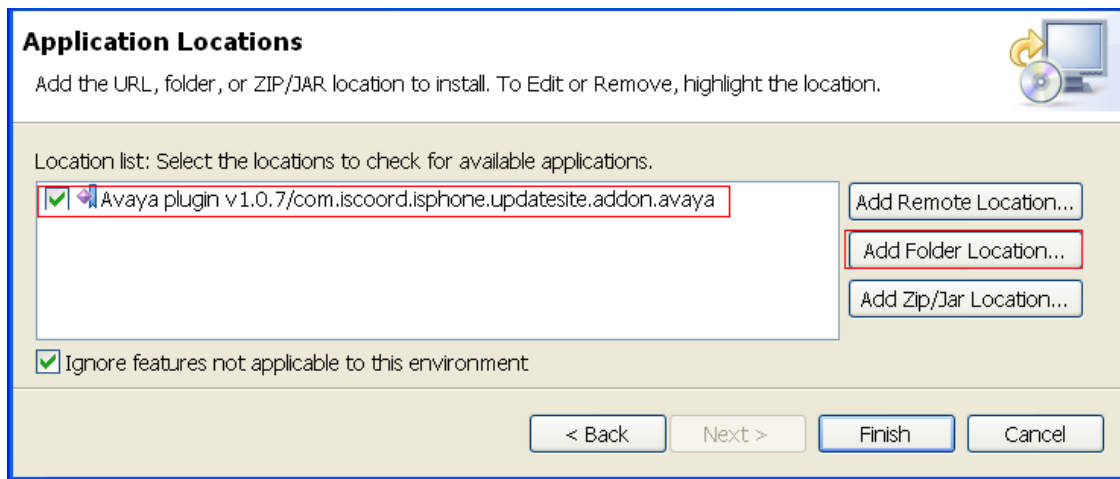 Application Locations
Add the URL, folder, or ZIP/JAR location to install. To Edit or Remove, highlight the location.
Location list: Select the locations to check for available applications.
Avaya plugin v1.0.7/com.iscoord.isphone.updatesite.addon.avaya
Add Remote Location...
Add Folder Location...
Add Zip/Jar Location...
Ignore features not applicable to this environment
< Back
Next >
Finish
Cancel